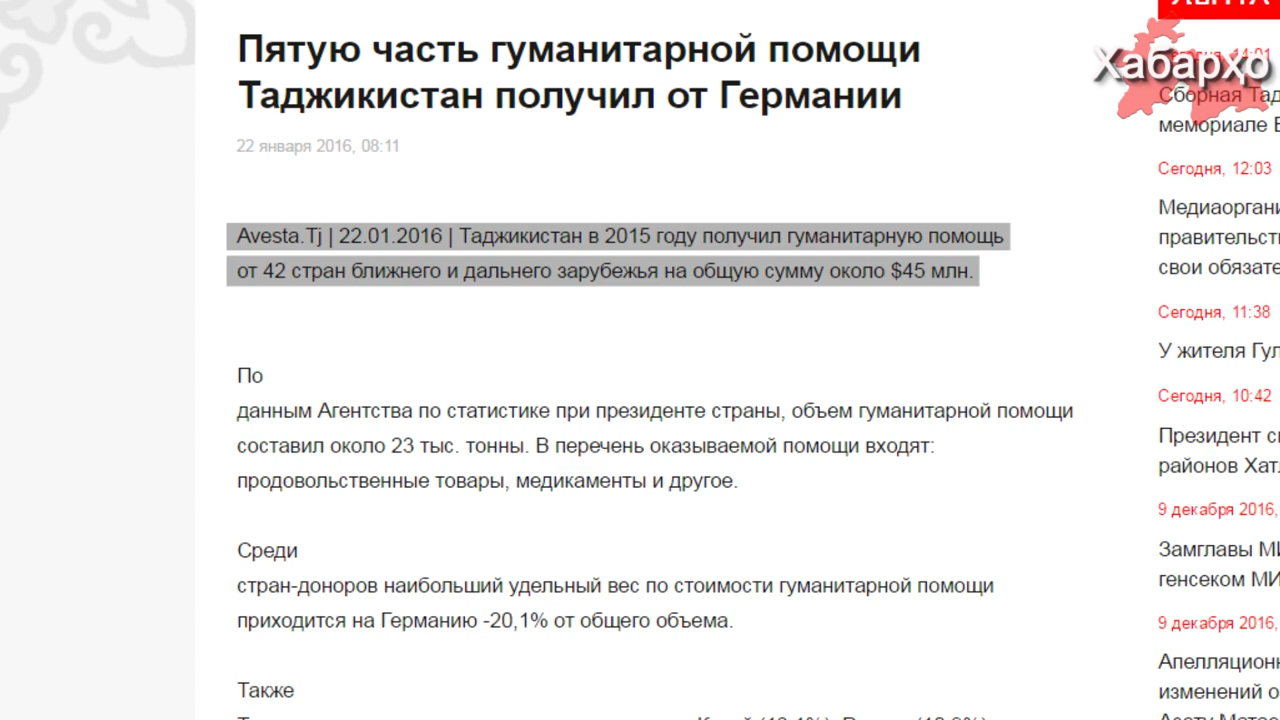 Пятую часть гуманитарной помощи
Таджикистан получил от Германии
22 января 2016, 08:11
Avesta.Tj | 22.01.2016 | Таджикистан в 2015 году получил гуманитарную помощь
от 42 стран ближнего и дальнего зарубежья на общую сумму около $45 млн.
По
данным Агентства по статистике при президенте страны, объем гуманитарной помощи
составил около 23 тыс. тонны. В перечень оказываемой помощи входят:
продовольственные товары, медикаменты и другое.
Среди
стран-доноров наибольший удельный вес по стоимости гуманитарной помощи
приходится на Германию -20,1% от общего объема.
Также
Хабарҳо
Сборная Тад
мемориале В
Сегодня, 12:03
Медиаоргани
правительст
свои обязате
Сегодня, 11:38
У жителя Гул
Сегодня, 10:42
Президент с
районов Хат
9 декабря 2016,
Замглавы МИ
генсеком МИ
9 декабря 2016,
Апелляцион
изменений о